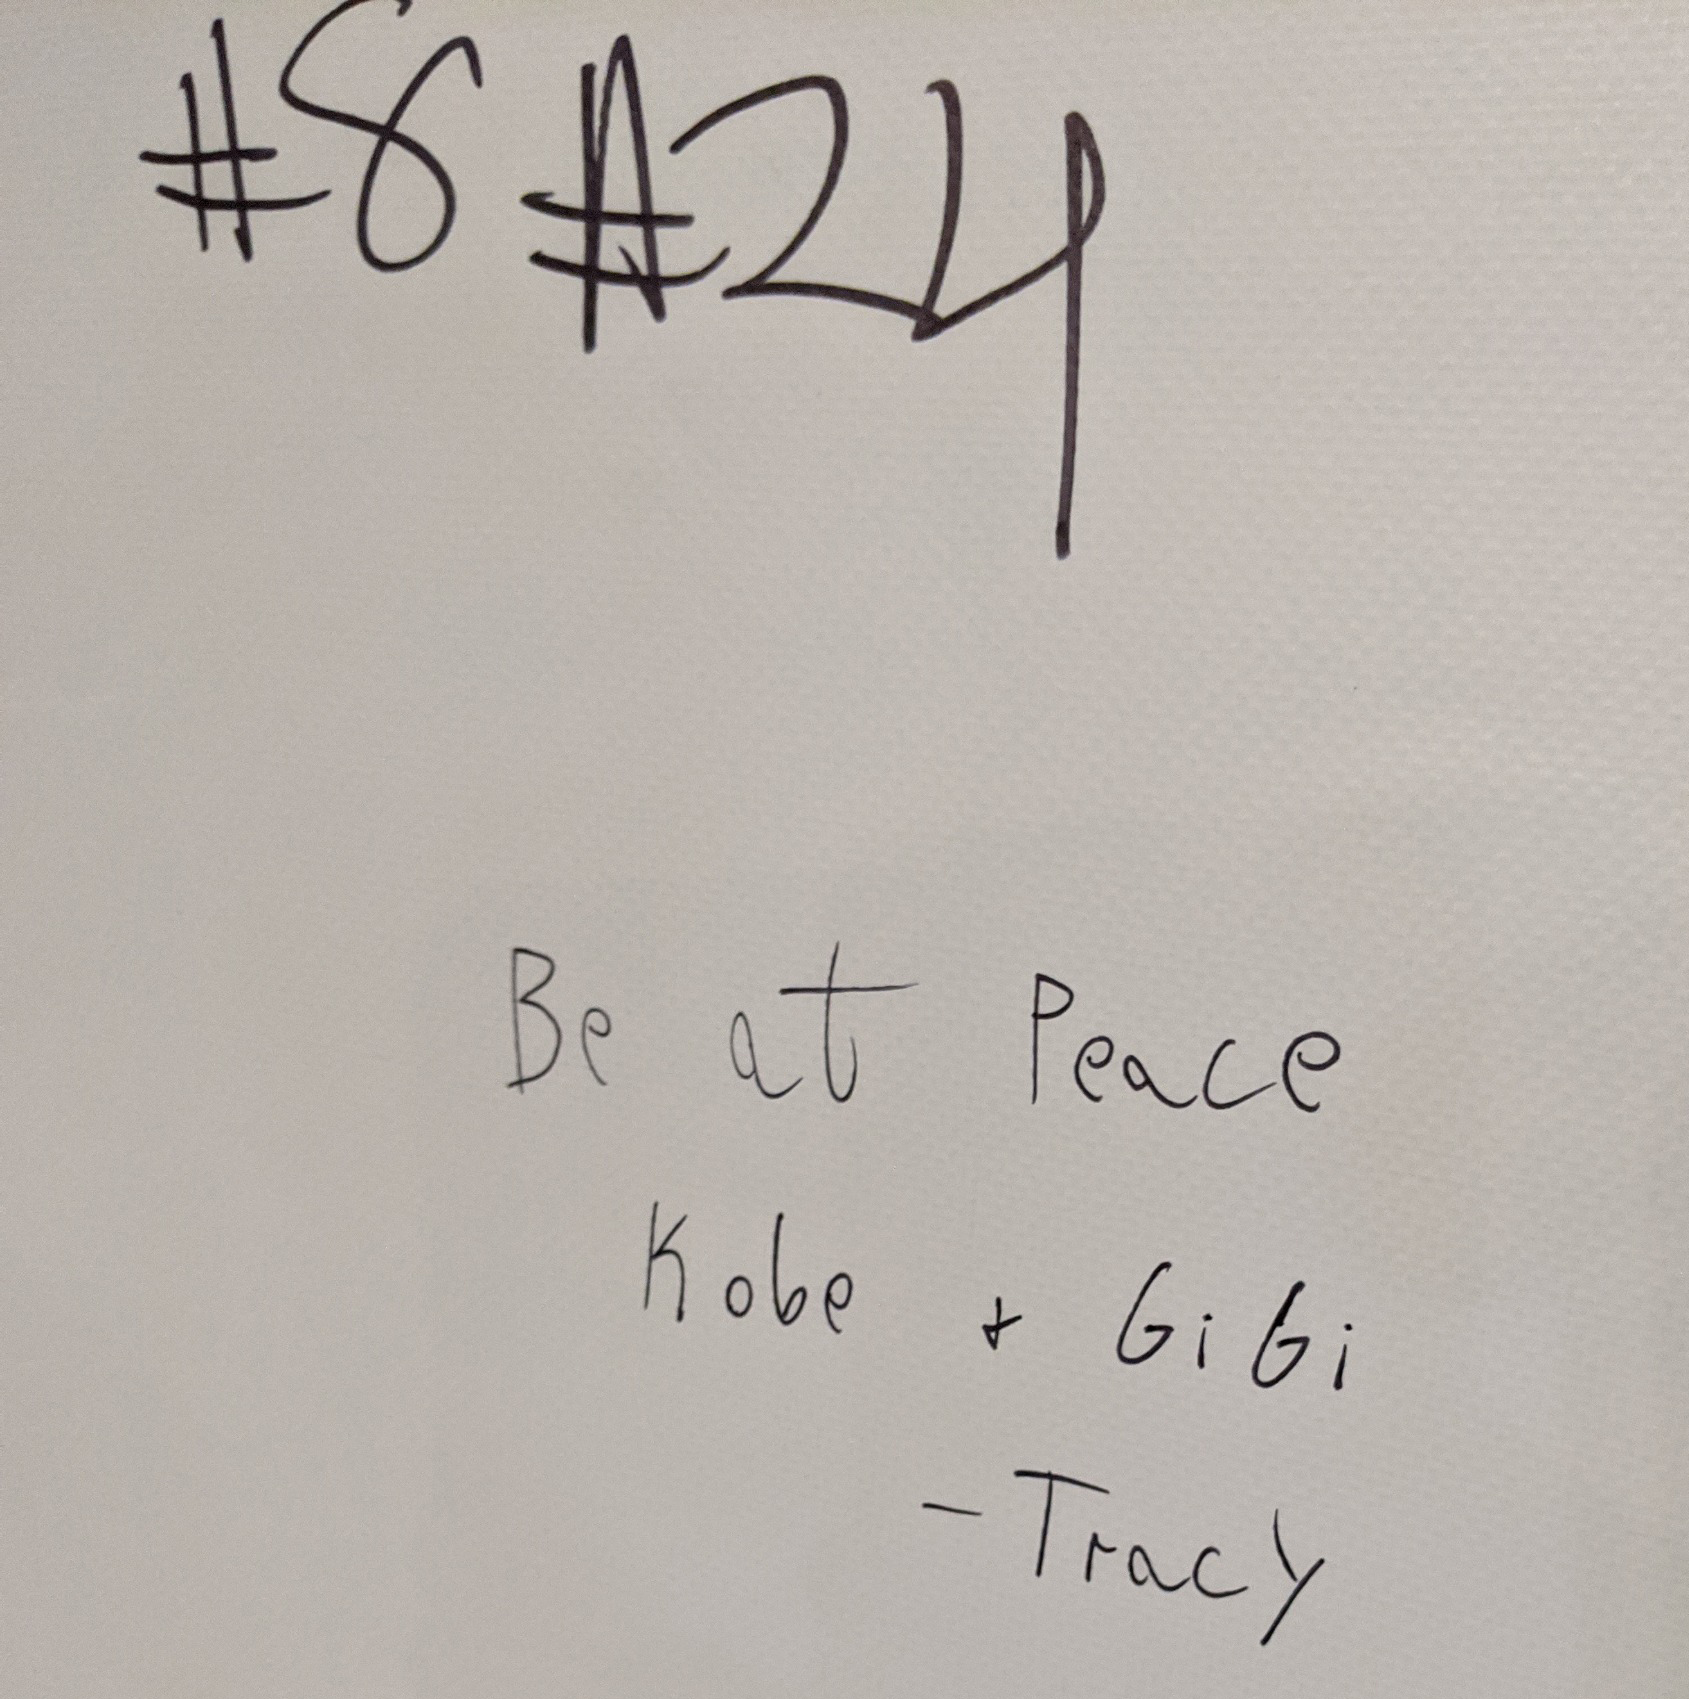 #8 #24
Be at Peace
Kobe + GiGi
- Tracy